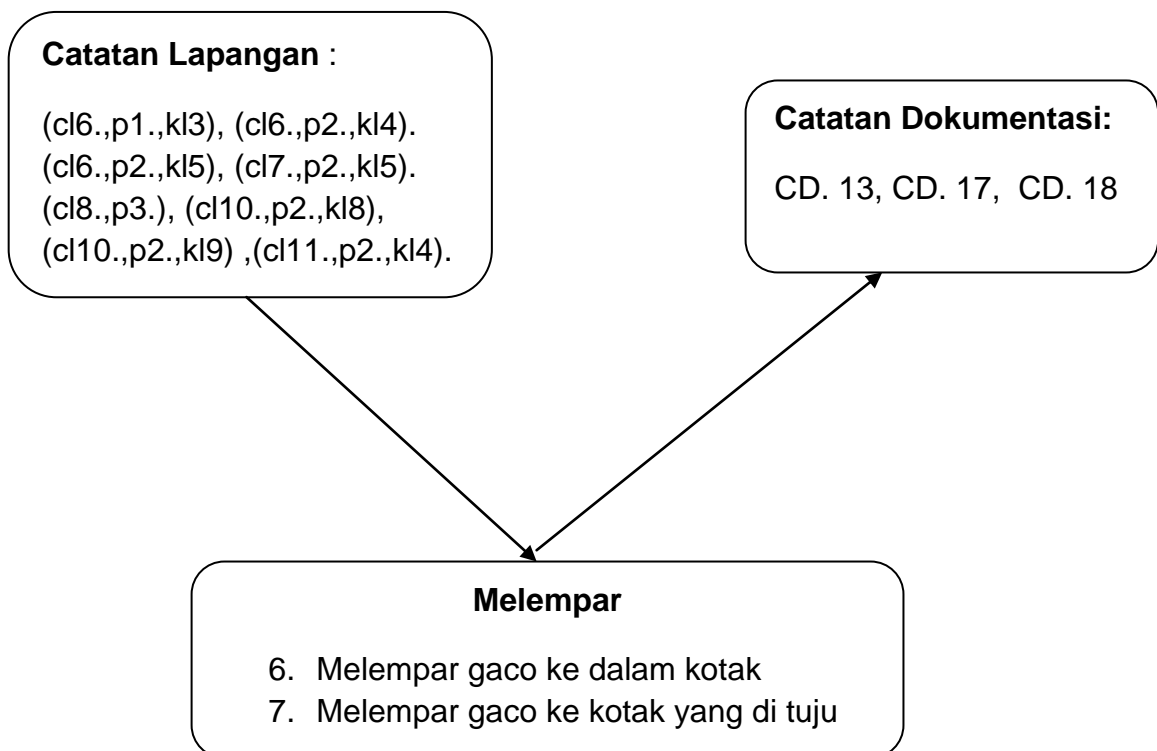 Catatan Lapangan :
(cl6.,p1.,kl3), (cl6.,p2.,kl4).
(cl6.,p2.,kl5), (cl7.,p2.,kl5).
(cl8.,p3.), (cl10.,p2.,kl8),
(cl10.,p2.,kl9) ,(cl11.,p2.,kl4).
Catatan Dokumentasi:
CD. 13, CD. 17, CD. 18
Melempar
6. Melempar gaco ke dalam kotak
7. Melempar gaco ke kotak yang di tuju